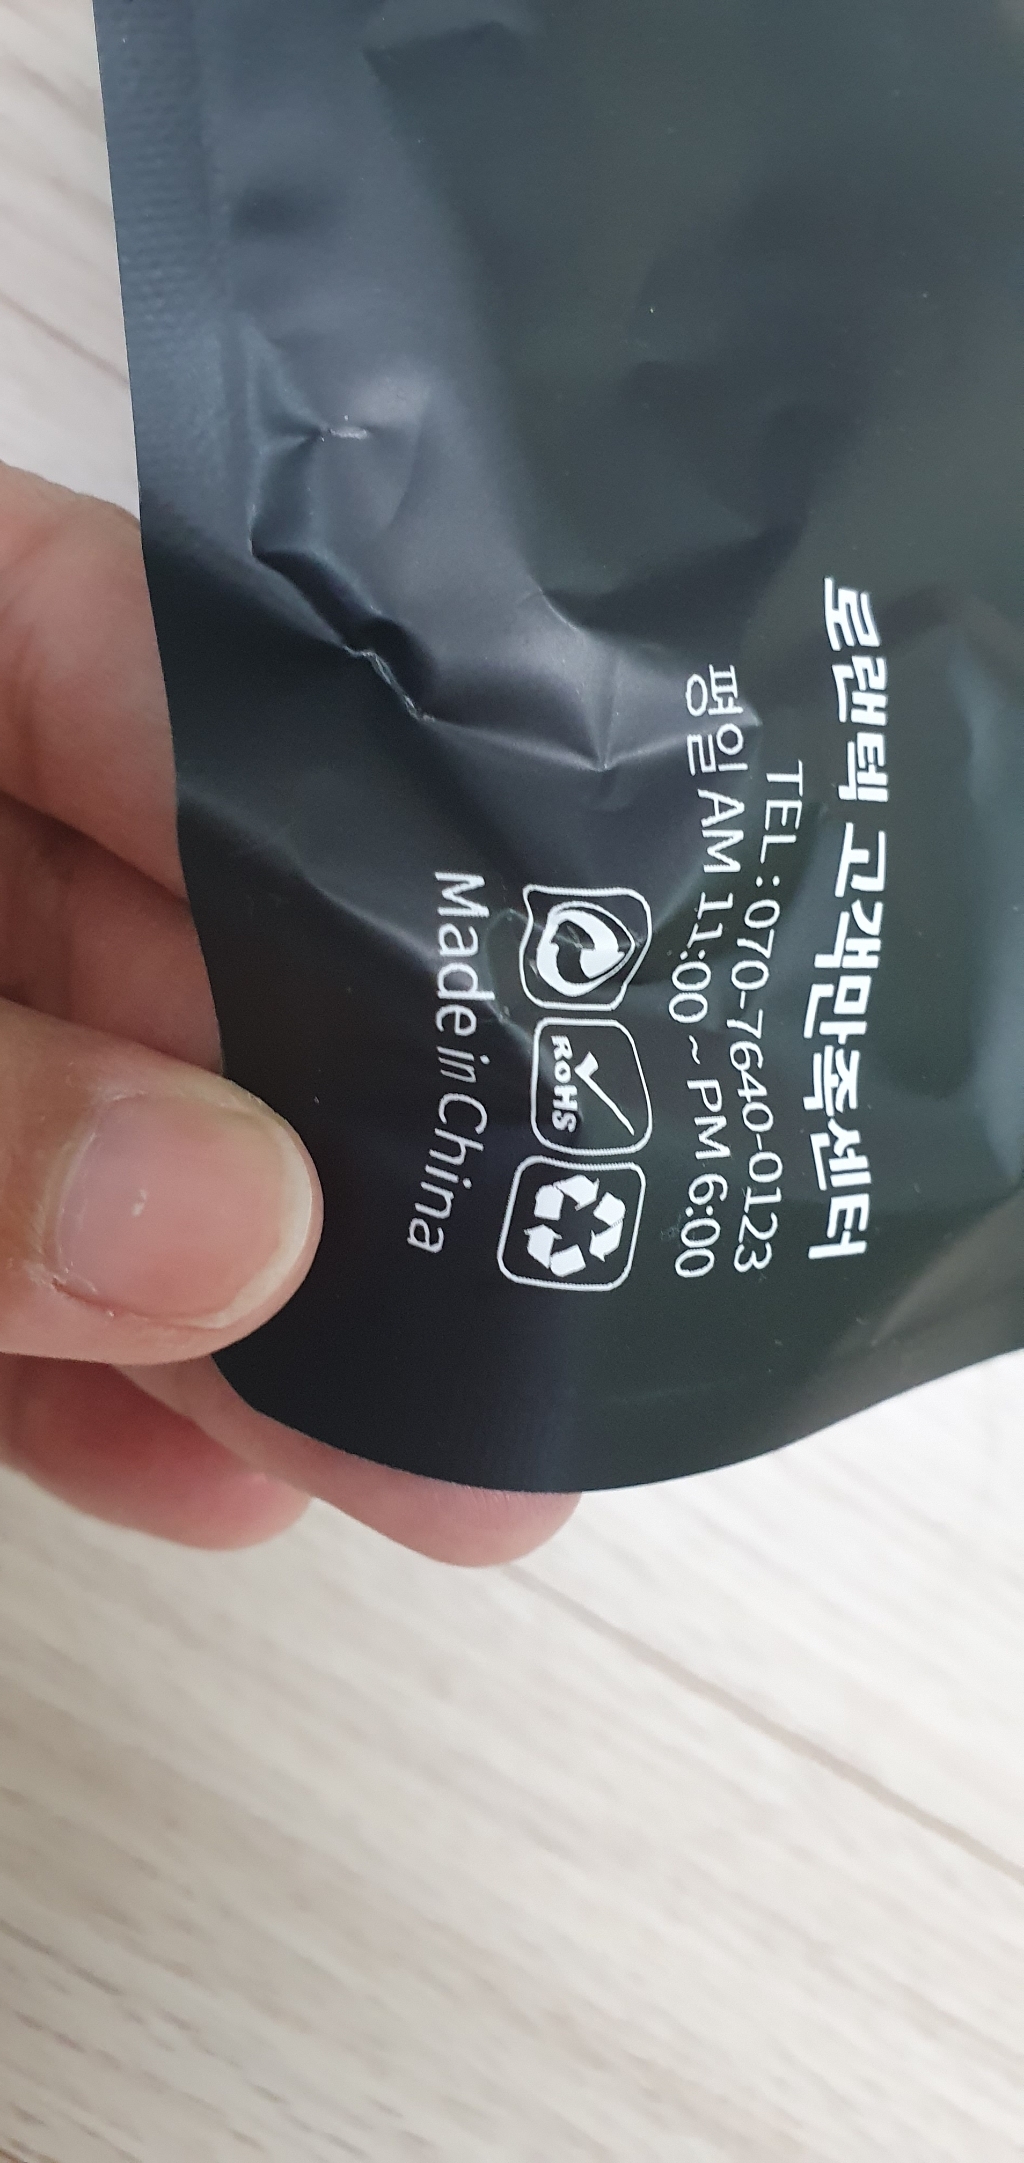 로랜텍 고객만족센터
TEL : 070-7640-0123
평일 AM 11:00 ~ PM 6:00
RoHS
Made in China